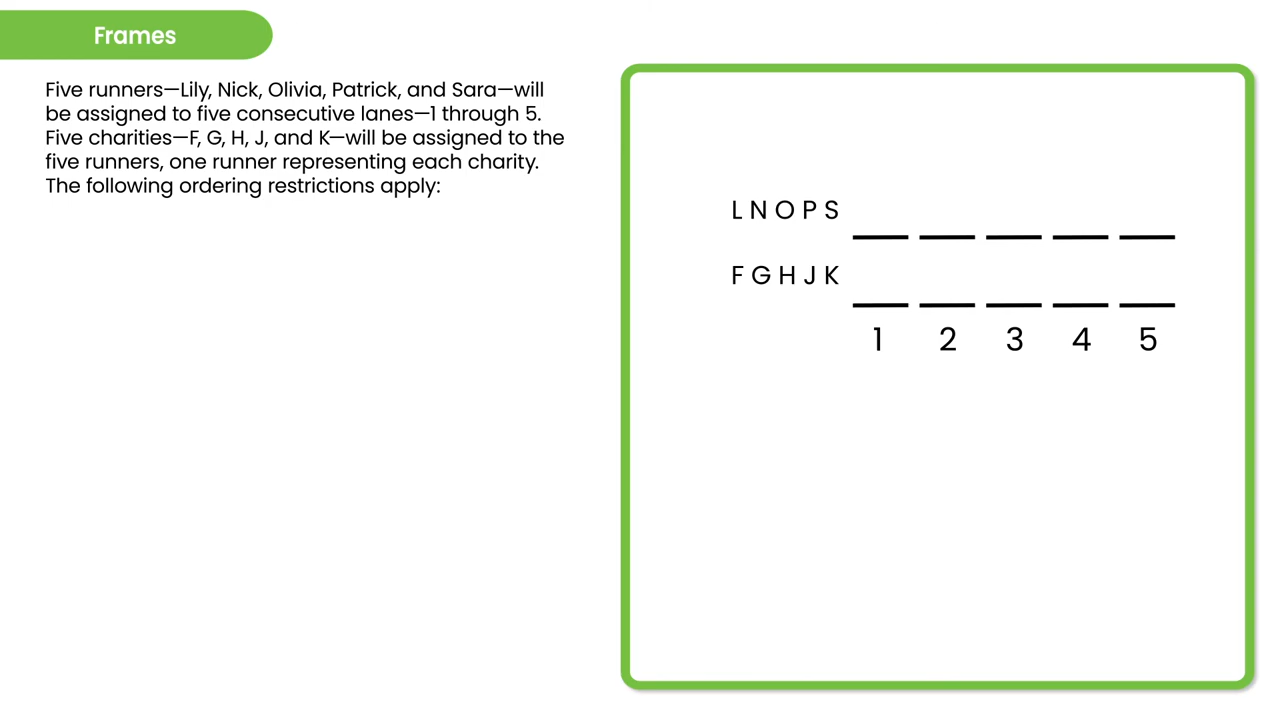 Frames
Five runners—Lily, Nick, Olivia, Patrick, and Sara—will
be assigned to five consecutive lanes—1 through 5.
Five charities—F, G, H, J, and K—will be assigned to the
five runners, one runner representing each charity.
The following ordering restrictions apply:
L N O P S
F G H J K
1 2 3 4 5